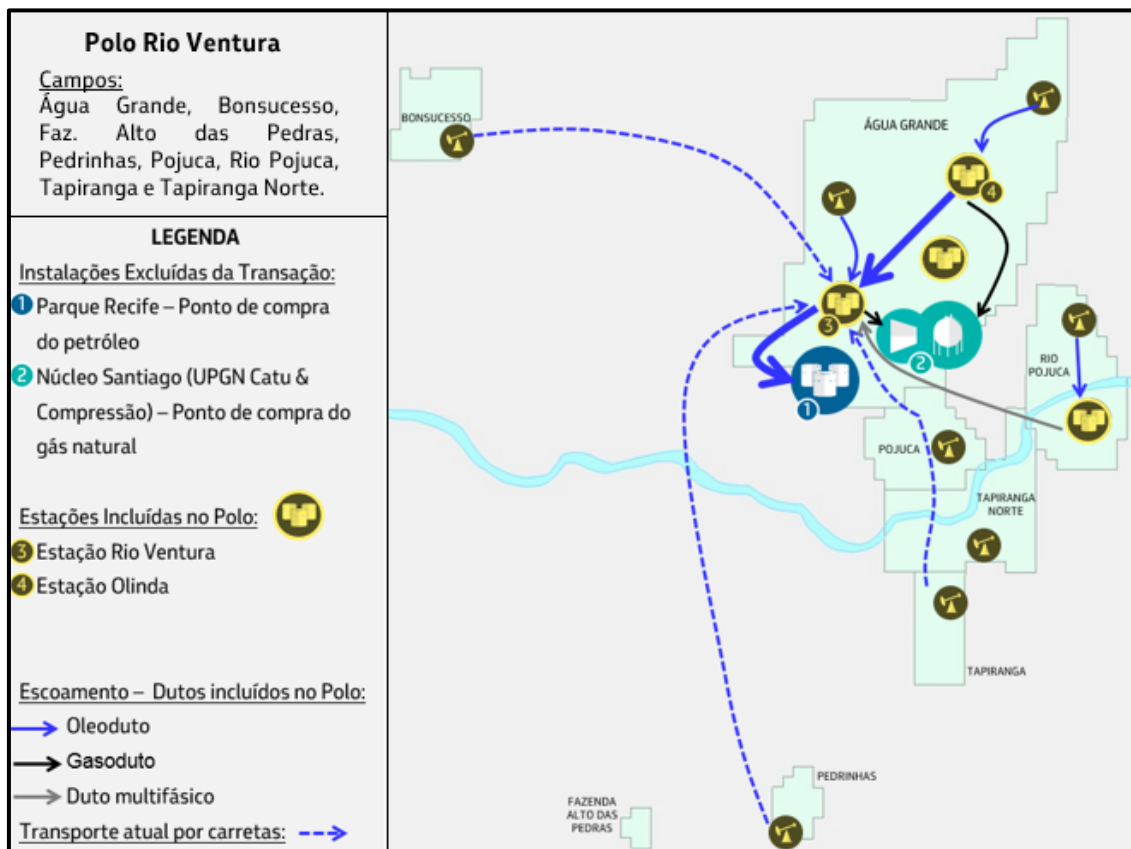 Polo Rio Ventura
Campos:
Água Grande, Bonsucesso,
Faz. Alto das Pedras,
Pedrinhas, Pojuca, Rio Pojuca,
Tapiranga e Tapiranga Norte.
LEGENDA
Instalações Excluídas da Transação:
1 Parque Recife – Ponto de compra
do petróleo
2 Núcleo Santiago (UPGN Catu &
Compressão) – Ponto de compra do
gás natural
Estações Incluídas no Polo:
3 Estação Rio Ventura
4 Estação Olinda
Escoamento – Dutos incluídos no Polo:
Oleoduto
Gasoduto
Duto multifásico
Transporte atual por carretas:
BONSUCESSO
ÁGUA GRANDE
4
3
2
1
RIO
POJUCA
POJUCA
TAPIRANGA
NORTE
TAPIRANGA
PEDRINHAS
FAZENDA
ALTO DAS
PEDRAS